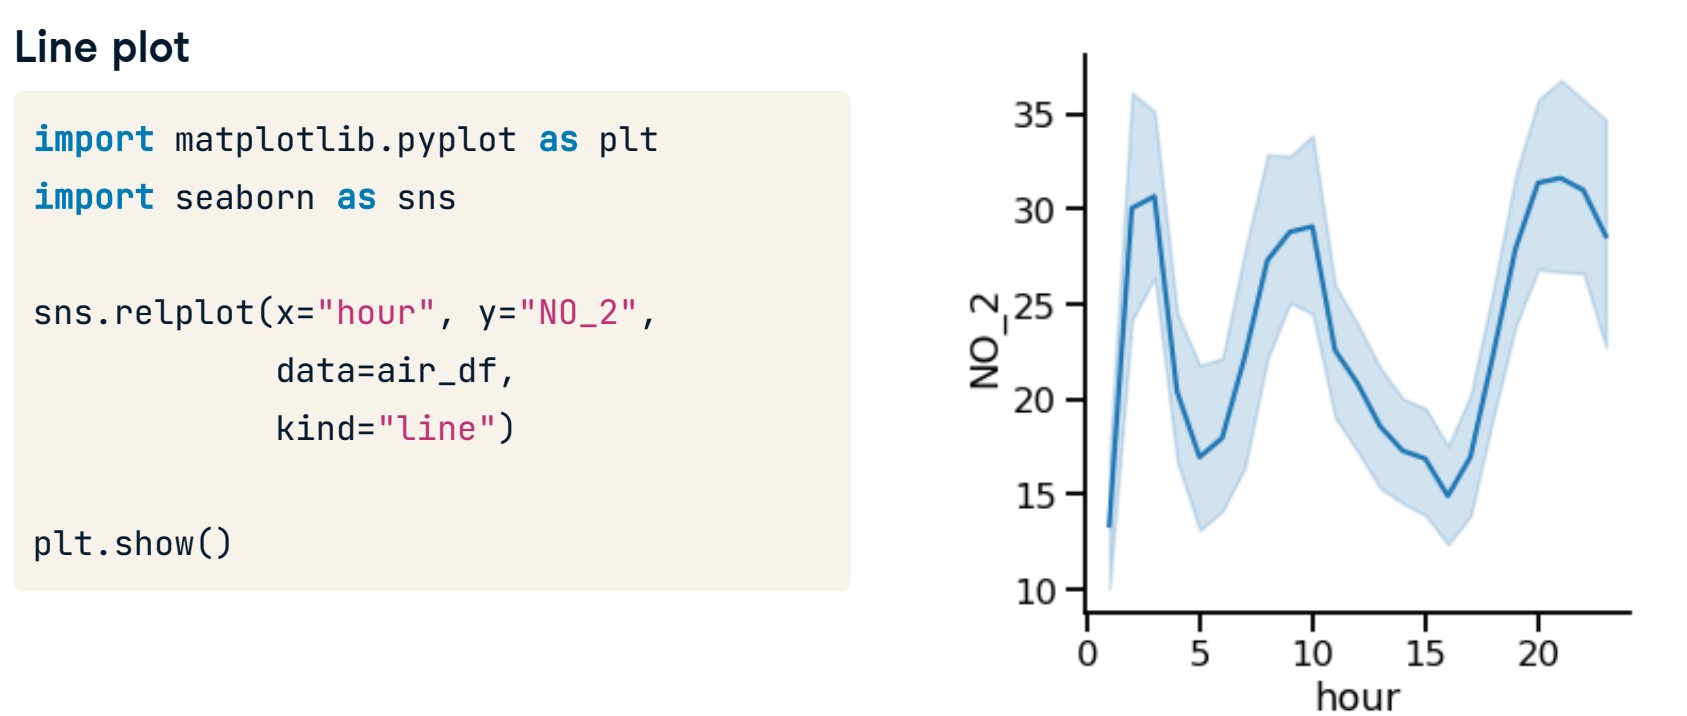 Line plot
import matplotlib.pyplot as plt
import seaborn as sns
sns.relplot(x="hour", y="NO_2",
data=air_df,
kind="line")
plt.show()
NO_2
35
30
25
20
15
10
0 5 10 15 20
hour